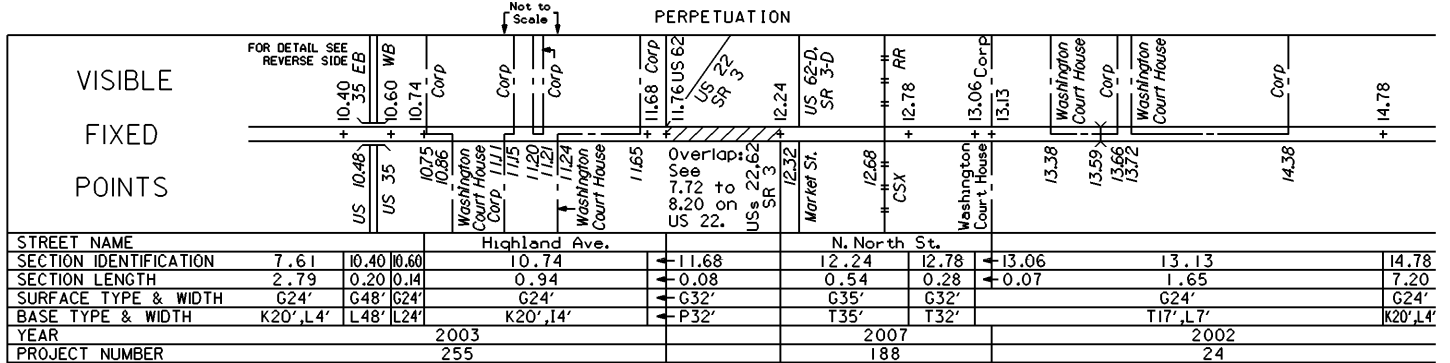 Not to
Scale
PERPETUATION
VISIBLE
FIXED
POINTS
FOR DETAIL SEE
REVERSE SIDE
10.40
35 EB
10.60 WB
10.74
Corp
Corp
Corp
11.68 Corp
11.76 US 62
US 22
SR 3
12.24
US 62-D,
SR 3-D
RR
12.78
13.06 Corp
13.13
Washington
Court House
Corp
Washington
Court House
Corp
14.78
US 10.48
US 35
10.75
10.86
Washington
Court House
Corp 11.11
11.15
11.20
11.21
11.24
Washington
Court House
11.65
Overlap:
See
7.72 to
8.20 on
US 22.
USs 22,62
SR 3
12.32
Market St.
12.68
CSX
Washington
Court House
13.38
13.59
13.66
13.72
14.38
STREET NAME Highland Ave. N. North St.
SECTION IDENTIFICATION 7.61 10.40 10.60 10.74 11.68 12.24 12.78 13.06 13.13 14.78
SECTION LENGTH 2.79 0.20 0.14 0.94 0.08 0.54 0.28 0.07 1.65 7.20
SURFACE TYPE & WIDTH G24' G48' G24' G24' G32' G35' G32' G24' G24'
BASE TYPE & WIDTH K20',L4' L48' L24' K20',I4' P32' T35' T32' T17',L7' K20',L4'
YEAR 2003 2007 2002
PROJECT NUMBER 255 188 24